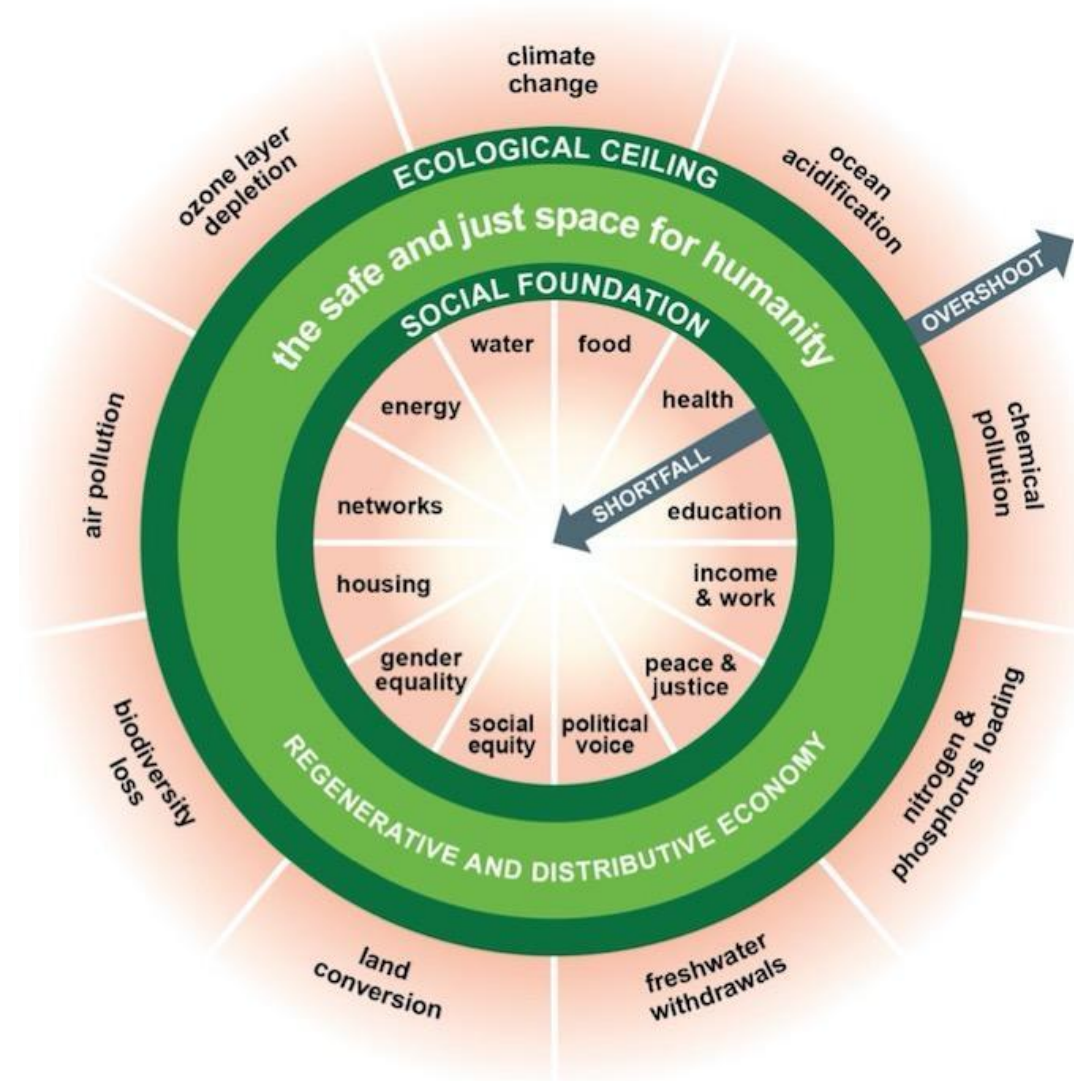 climate
change
ozone layer
depletion
ocean
acidification
ECOLOGICAL CEILING
the safe and just space for humanity
OVERSHOOT
SOCIAL FOUNDATION
water
food
energy
health
SHORTFALL
networks
education
housing
income
& work
gender
equality
peace &
justice
social
equity
political
voice
air pollution
chemical
pollution
biodiversity
loss
nitrogen &
phosphorus loading
REGENERATIVE AND DISTRIBUTIVE ECONOMY
land
conversion
freshwater
withdrawals